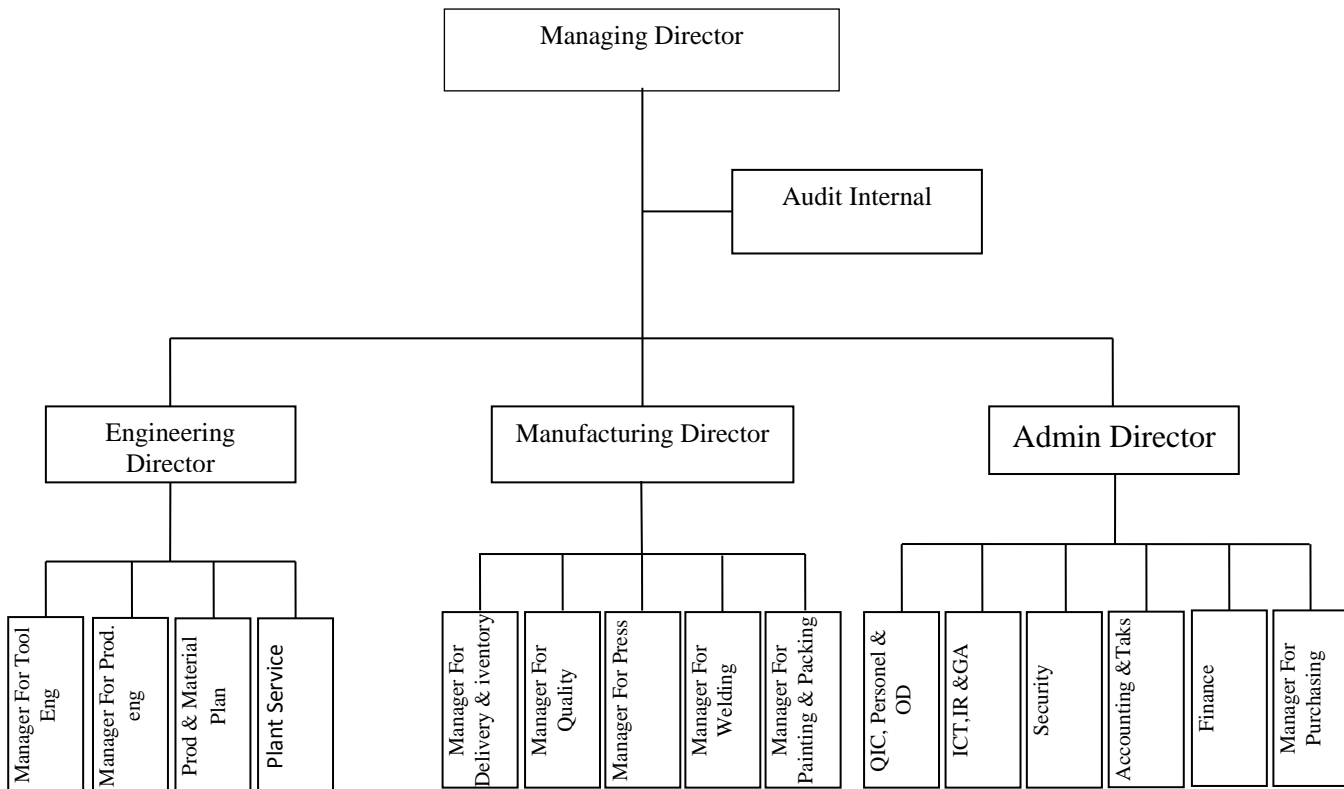 Managing Director
Audit Internal
Engineering
Director
Manufacturing Director
Admin Director
Manager For Tool
Eng
Manager For Prod.
eng
Prod & Material
Plan
Plant Service
Manager For
Delivery & iventory
Manager For
Quality
Manager For Press
Manager For
Welding
Manager For
Painting & Packing
QIC, Personel &
OD
ICT,IR &GA
Security
Accounting &Taks
Finance
Manager For
Purchasing